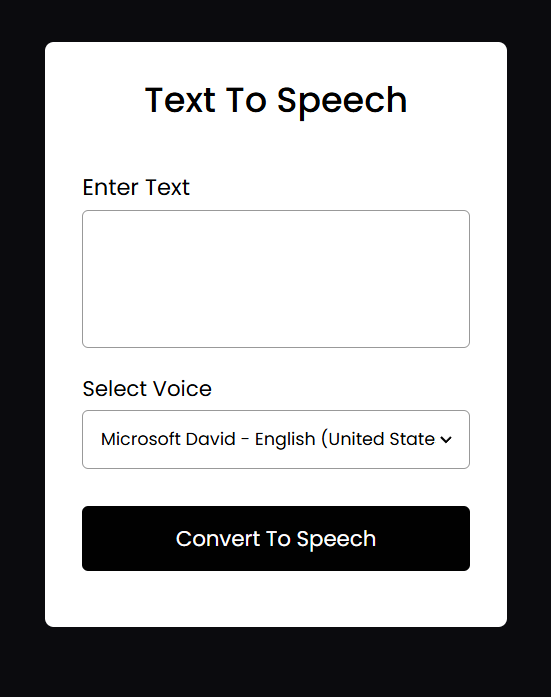 Text To Speech
Enter Text
Select Voice
Microsoft David - English (United State
Convert To Speech